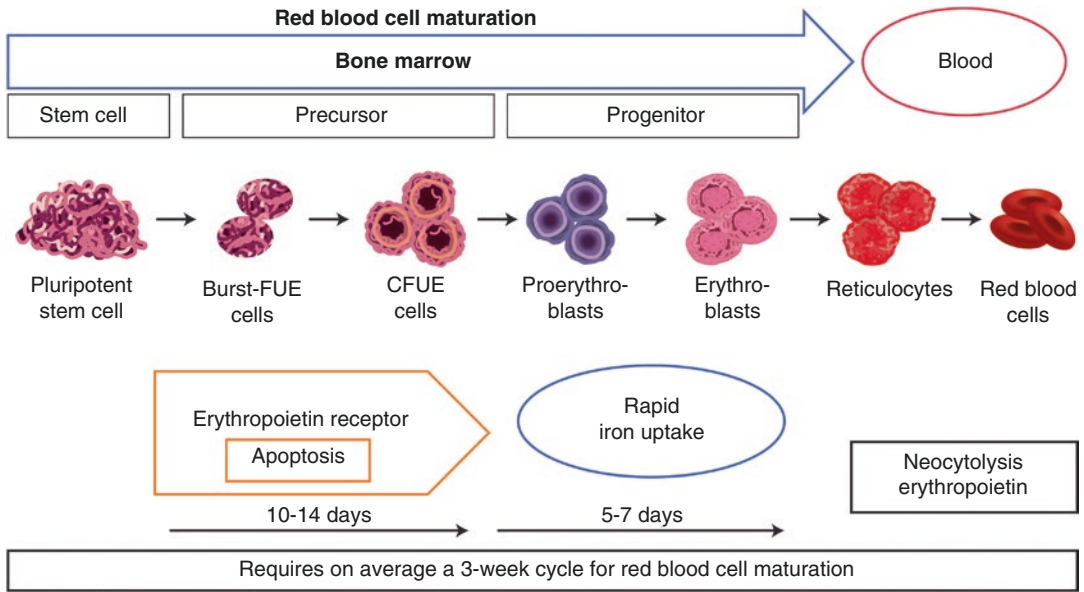 Red blood cell maturation
Bone marrow
Blood
Stem cell
Precursor
Progenitor
Pluripotent
stem cell
Burst-FUE
cells
CFUE
cells
Proerythro-
blasts
Erythro-
blasts
Reticulocytes
Red blood
cells
Erythropoietin receptor
Apoptosis
Rapid
iron uptake
Neocytolysis
erythropoietin
10-14 days
5-7 days
Requires on average a 3-week cycle for red blood cell maturation